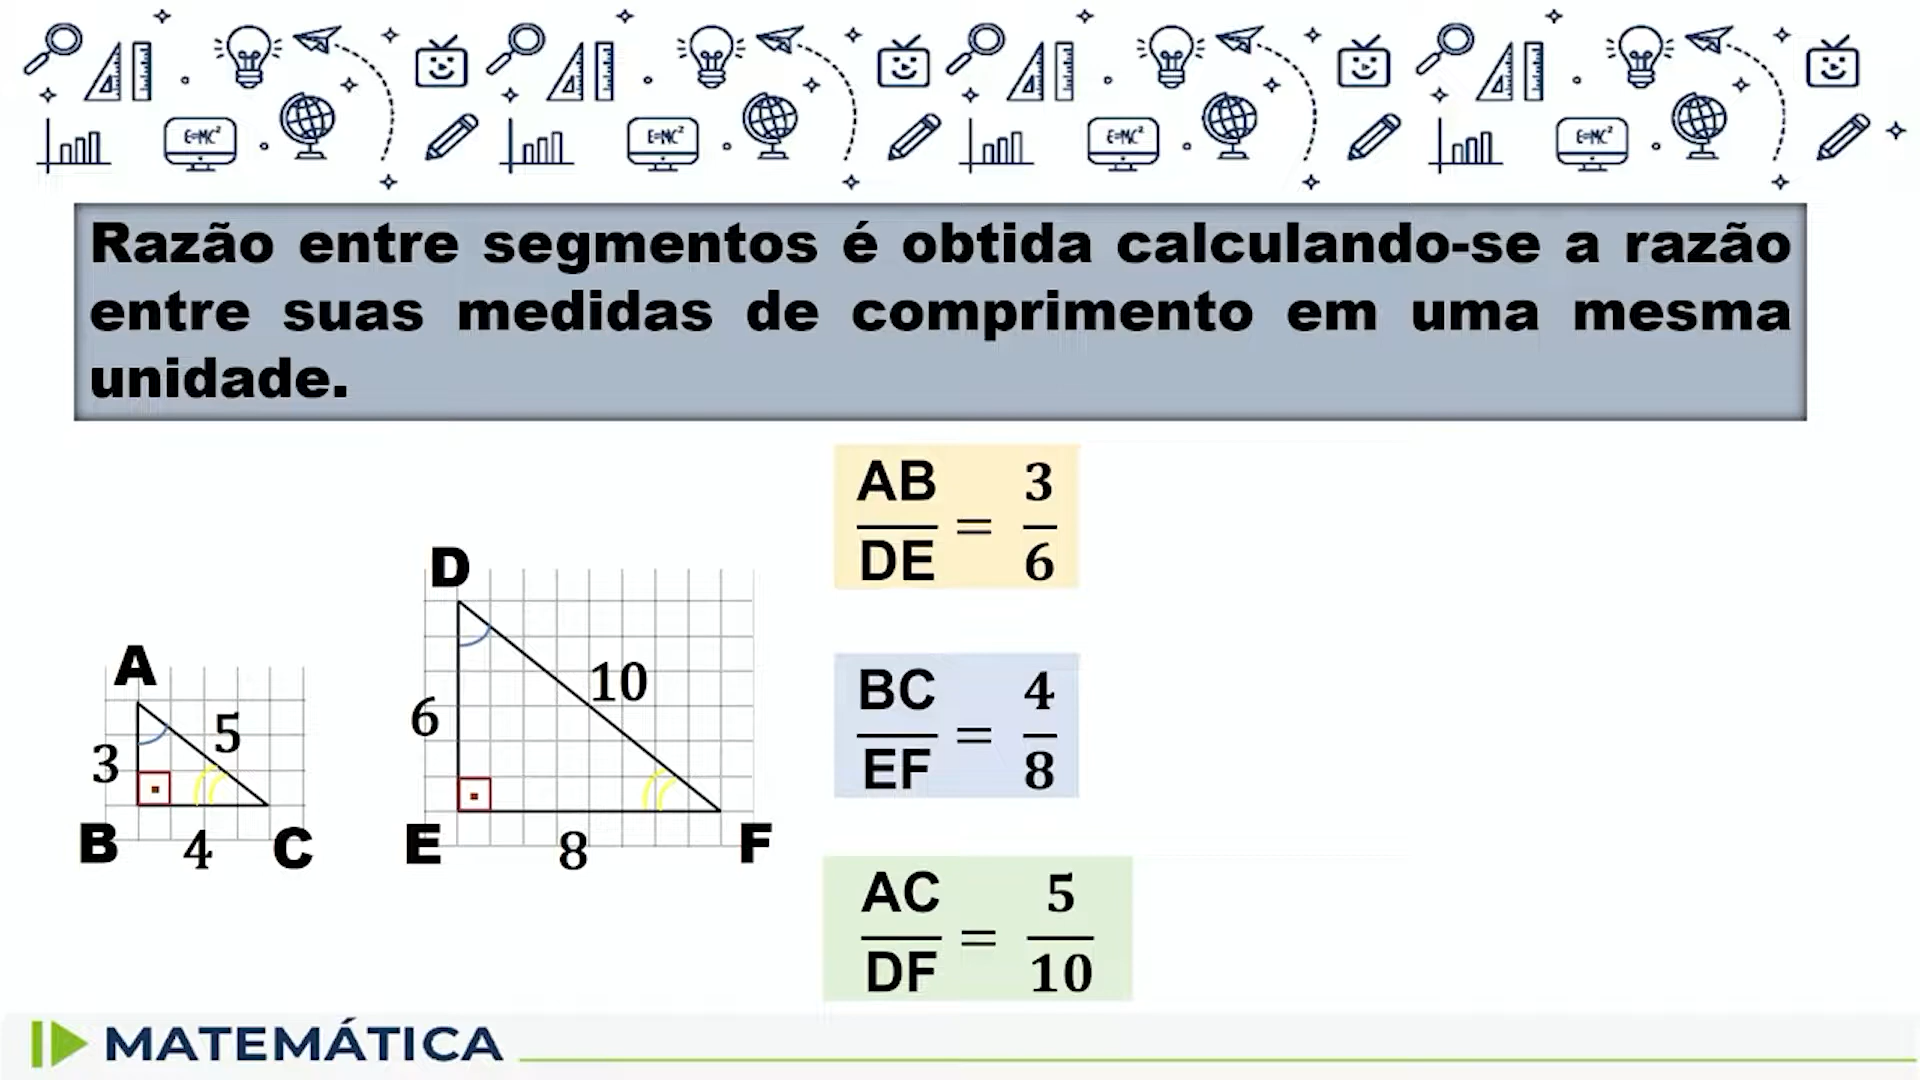 E=MC² E=MC² E=MC² E=MC²
Razão entre segmentos é obtida calculando-se a razão
entre suas medidas de comprimento em uma mesma
unidade.
A
3
5
B
4
C
D
6
10
E
8
F
AB/DE = 3/6
BC/EF = 4/8
AC/DF = 5/10
MATEMÁTICA